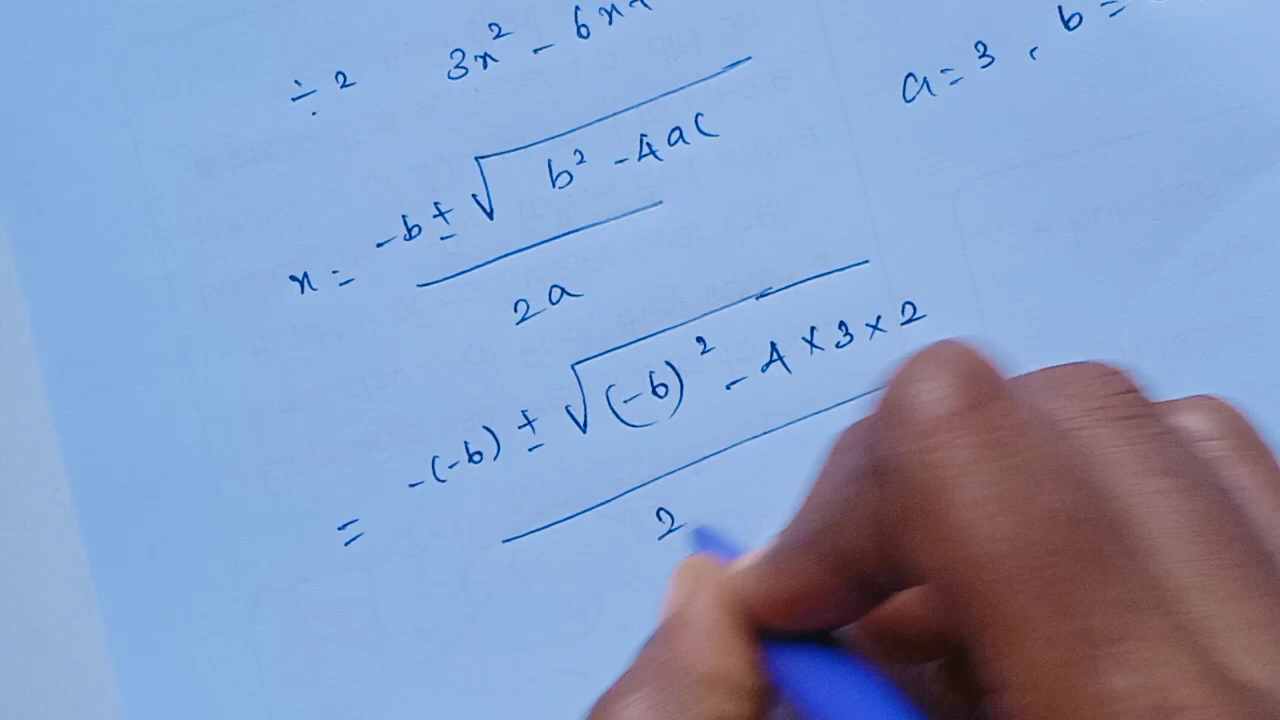 ÷2 3x² - 6x+
a = 3, b =
x = -b ± √(b² - 4ac) / 2a
= -(-6) ± √((-6)² - 4 × 3 × 2) / 2